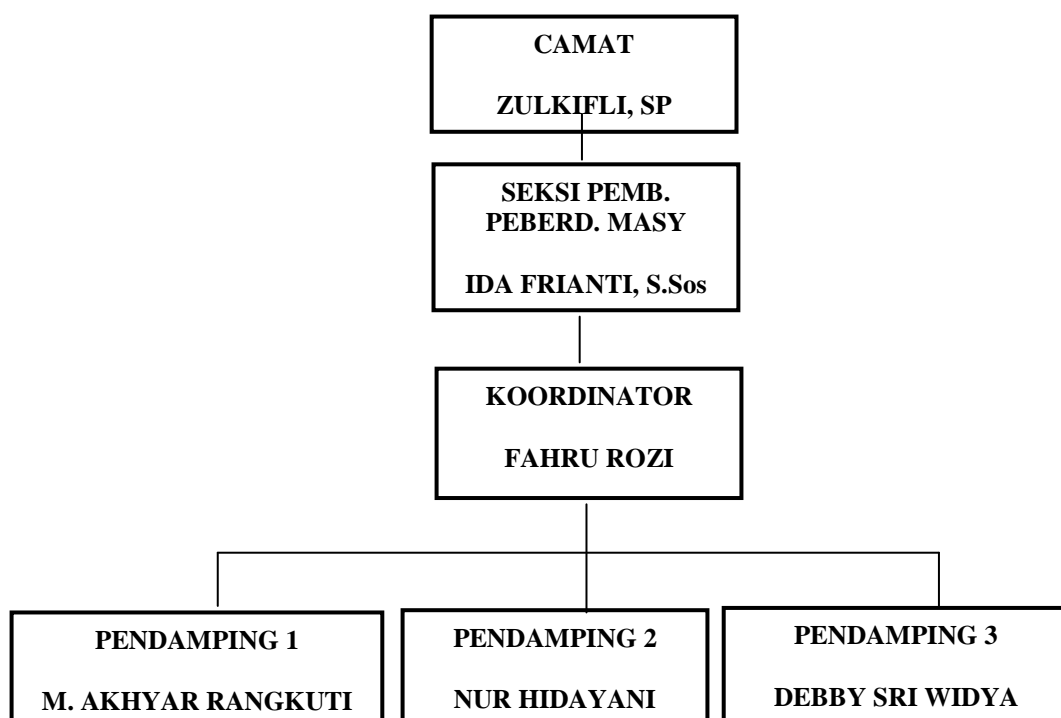 CAMAT
ZULKIFLI, SP
SEKSI PEMB.
PEBERD. MASY
IDA FRIANTI, S.Sos
KOORDINATOR
FAHRU ROZI
PENDAMPING 1
M. AKHYAR RANGKUTI
PENDAMPING 2
NUR HIDAYANI
PENDAMPING 3
DEBBY SRI WIDYA